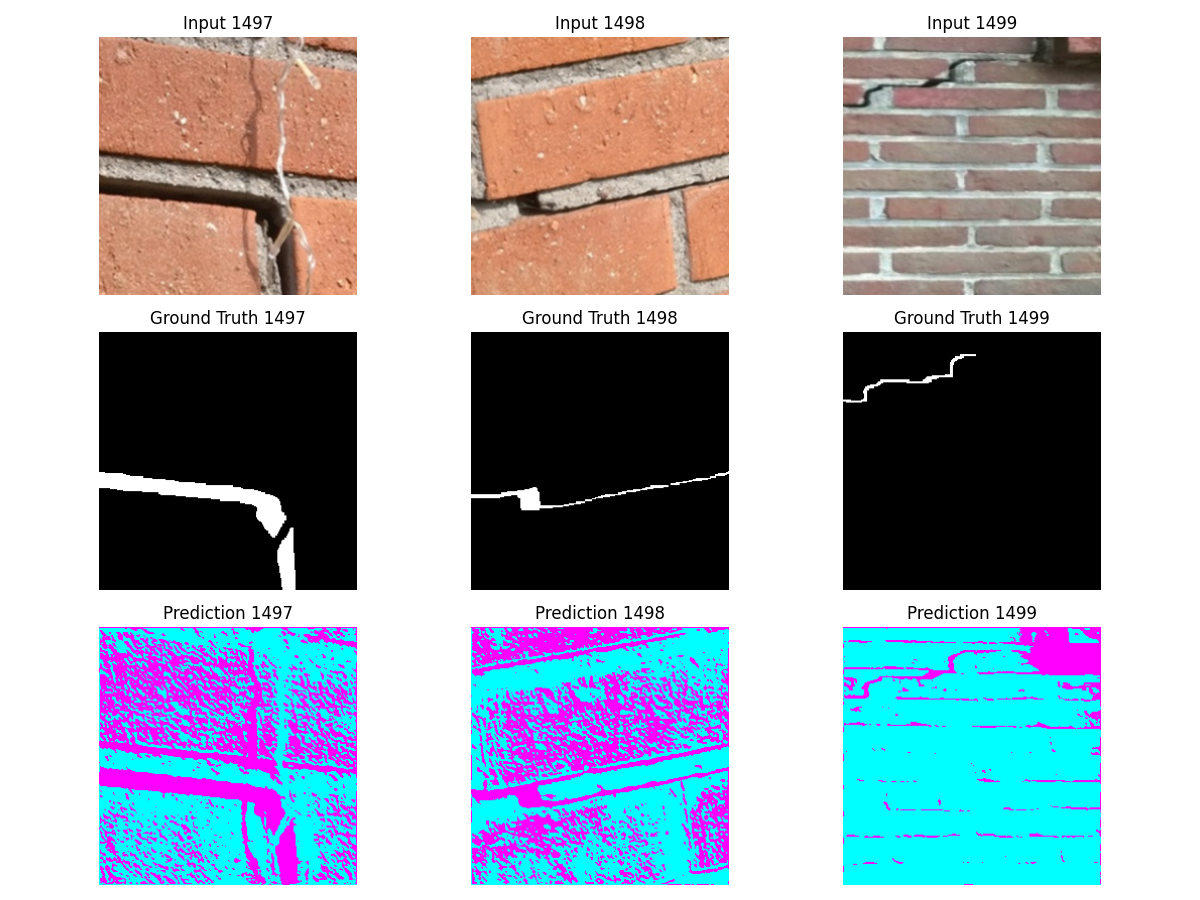 Input 1497
Input 1498
Input 1499
Ground Truth 1497
Ground Truth 1498
Ground Truth 1499
Prediction 1497
Prediction 1498
Prediction 1499